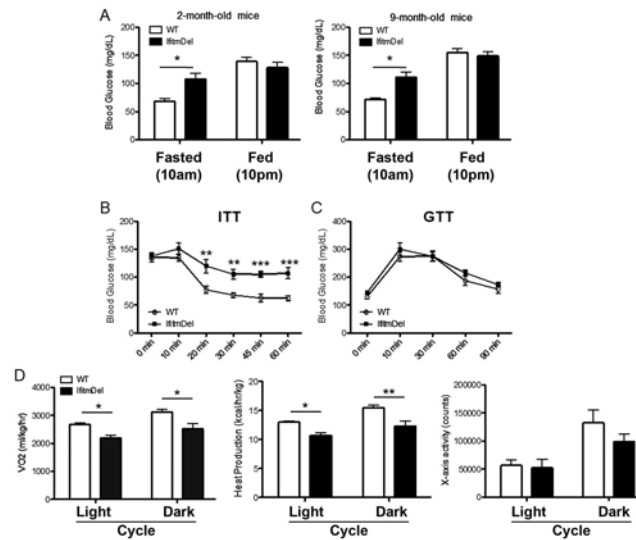 A
2-month-old mice
WT
IfitmDel
Blood Glucose (mg/dL)
200
150
100
50
0
*
Fasted
(10am)
Fed
(10pm)
9-month-old mice
WT
IfitmDel
Blood Glucose (mg/dL)
200
150
100
50
0
*
Fasted
(10am)
Fed
(10pm)
B
ITT
Blood Glucose (mg/dL)
200
150
100
50
0
** ** *** ***
WT
IfitmDel
0 min
10 min
20 min
30 min
45 min
60 min
C
GTT
Blood Glucose (mg/dL)
400
300
200
100
0
WT
IfitmDel
0 min
10 min
30 min
60 min
90 min
D
WT
IfitmDel
VO2 (ml/kg/hr)
4000
3000
2000
1000
0
*
*
Light
Dark
Cycle
Heat Production (kcal/hr/kg)
20
15
10
5
0
*
**
Light
Dark
Cycle
X-axis activity (counts)
200000
150000
100000
50000
0
Light
Dark
Cycle